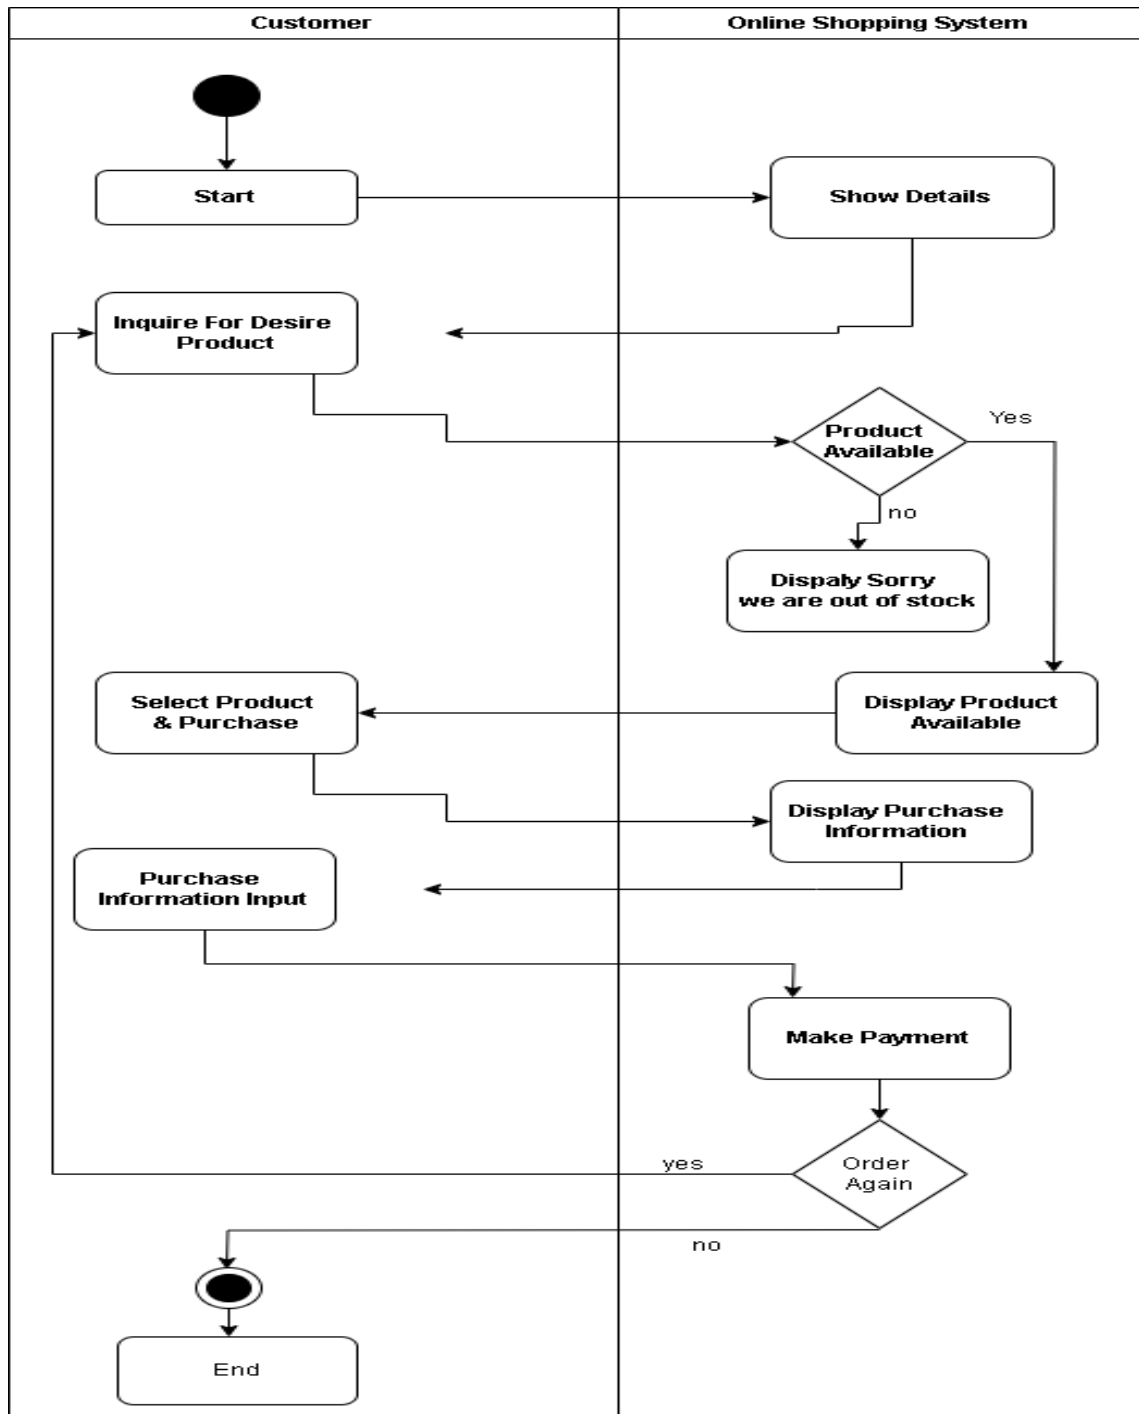 Customer
Online Shopping System
Start
Show Details
Inquire For Desire
Product
Product
Available
Yes
no
Dispaly Sorry
we are out of stock
Select Product
& Purchase
Display Product
Available
Display Purchase
Information
Purchase
Information Input
Make Payment
Order
Again
yes
no
End